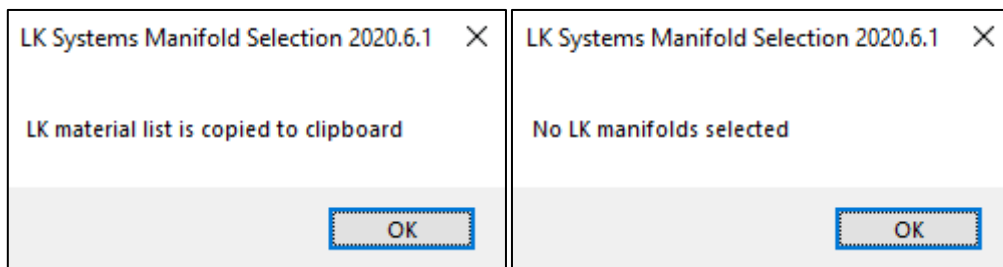 LK Systems Manifold Selection 2020.6.1
LK material list is copied to clipboard
OK
LK Systems Manifold Selection 2020.6.1
No LK manifolds selected
OK